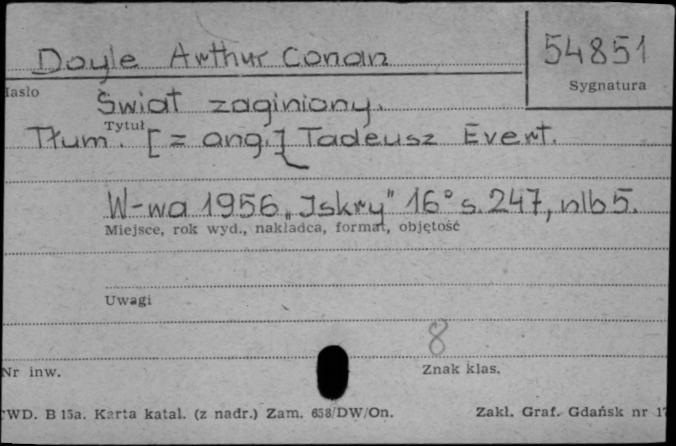 Doyle Arthur Conan
54851
Sygnatura
Hasło
Świat zaginiony.
Tytuł
Tłum. [z ang.] Tadeusz Evert.
W-wa 1956 „Iskry" 16° s. 247, nlb 5.
Miejsce, rok wyd., nakładca, format, objętość
Uwagi
8
Nr inw.
Znak klas.
WD. B 15a. Karta katal. (z nadr.) Zam. 658/DW/On.
Zakł. Graf. Gdańsk nr